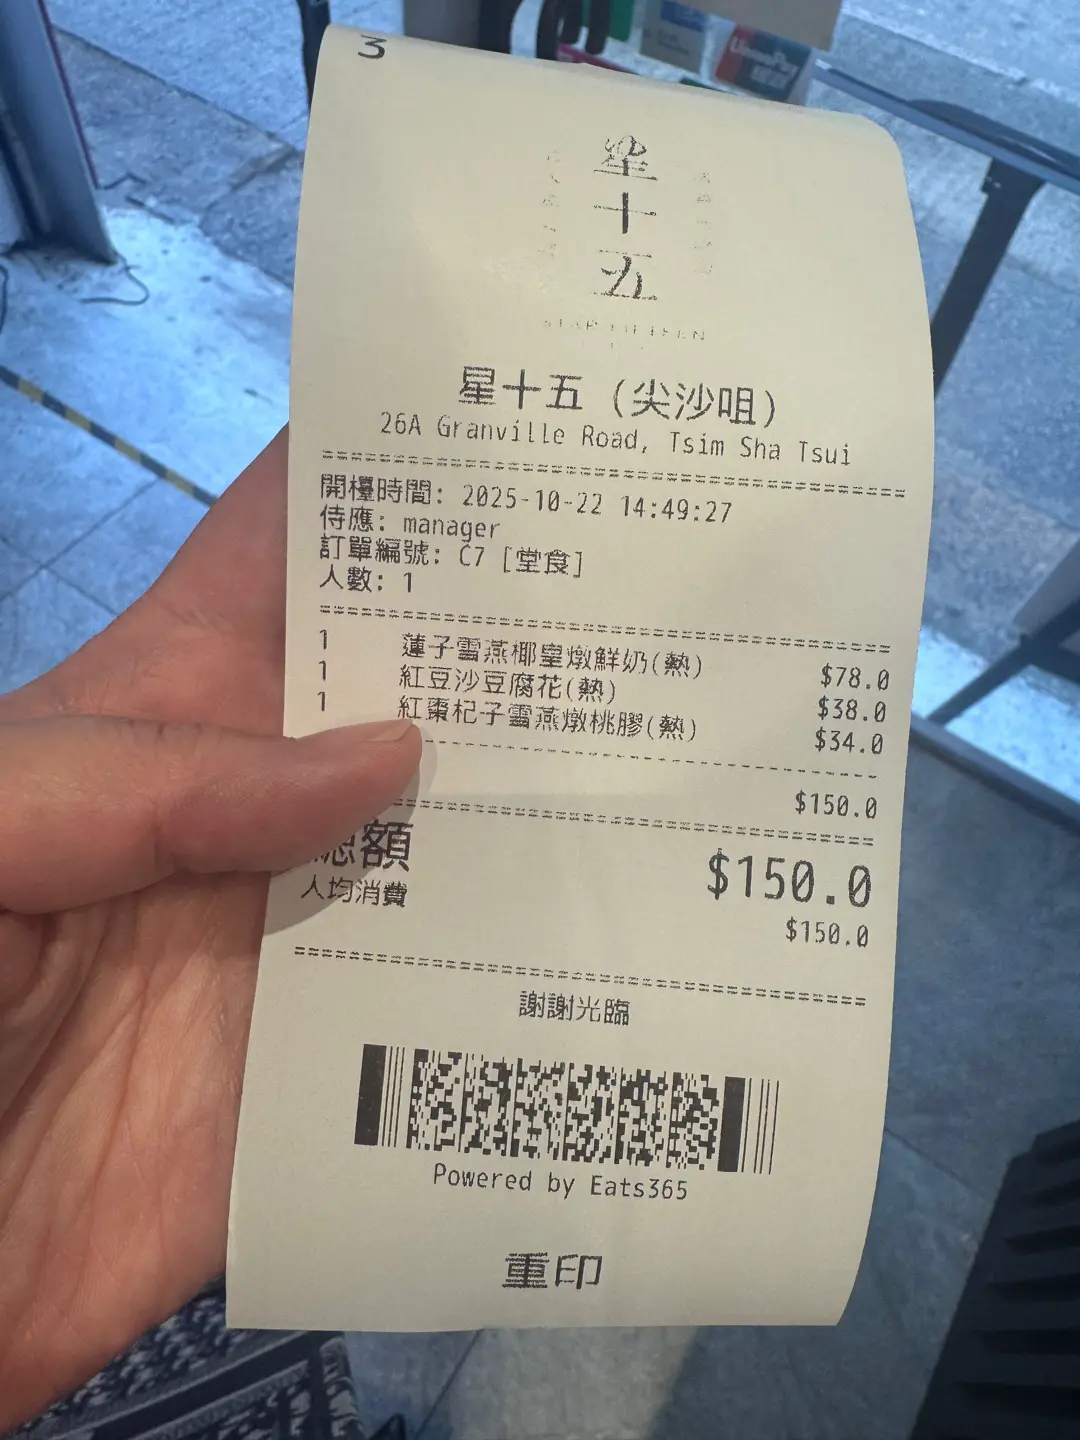 3
UnionPay
銀聯
星
十
五
STAR FIFTEEN
星十五 (尖沙咀)
26A Granville Road, Tsim Sha Tsui
開檯時間: 2025-10-22 14:49:27
侍應: manager
訂單編號: C7 [堂食]
人數: 1
1 蓮子雪燕椰皇燉鮮奶(熱) $78.0
1 紅豆沙豆腐花(熱) $38.0
1 紅棗杞子雪燕燉桃膠(熱) $34.0
$150.0
總額 $150.0
人均消費 $150.0
謝謝光臨
Powered by Eats365
重印